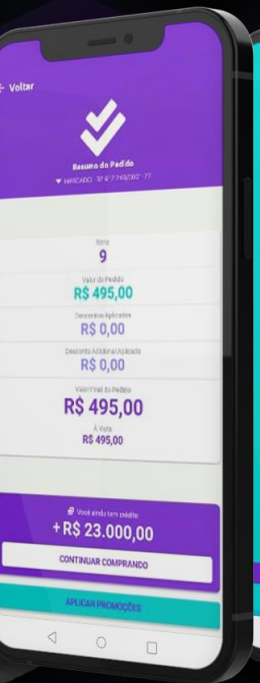 ← Voltar
Resumo do Pedido
Itens
9
Valor do Pedido
R$ 495,00
Descontos Aplicados
R$ 0,00
Desconto Adicional Aplicado
R$ 0,00
Valor Final do Pedido
R$ 495,00
À Vista
R$ 495,00
Você ainda tem crédito
+R$ 23.000,00
CONTINUAR COMPRANDO
APLICAR PROMOÇÕES